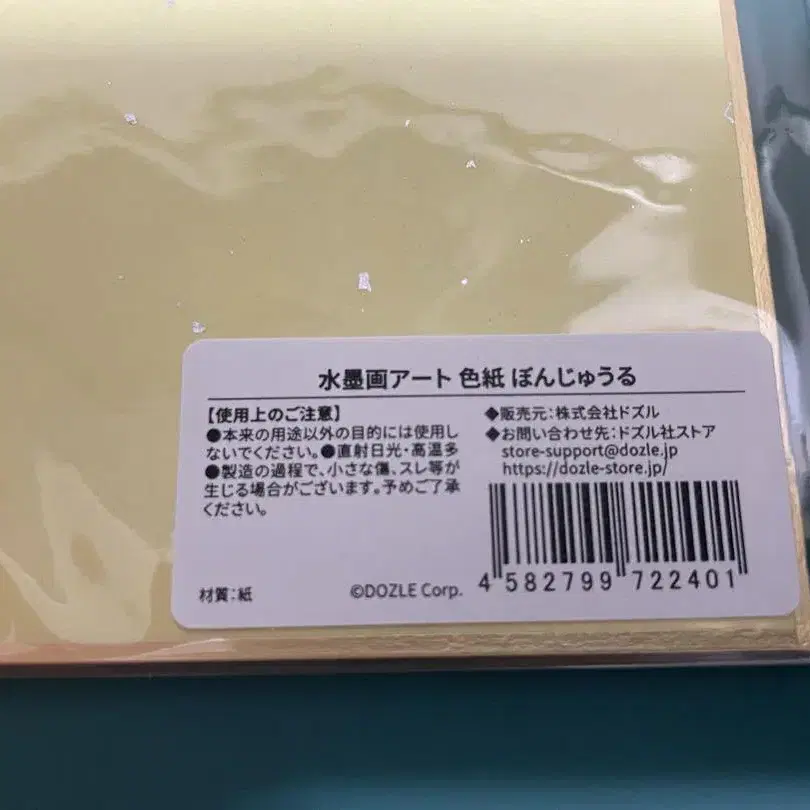 水墨画アート 色紙 ぼんじゅうる
【使用上のご注意】
●本来の用途以外の目的には使用し
ないでください。●直射日光・高温多
●製造の過程で、小さな傷、スレ等が
生じる場合がございます。予めご了承
ください。
材質:紙
◆販売元:株式会社ドズル
◆お問い合わせ先:ドズル社ストア
store-support@dozle.jp
https://dozle-store.jp/
©DOZLE Corp.
4 582799 722401